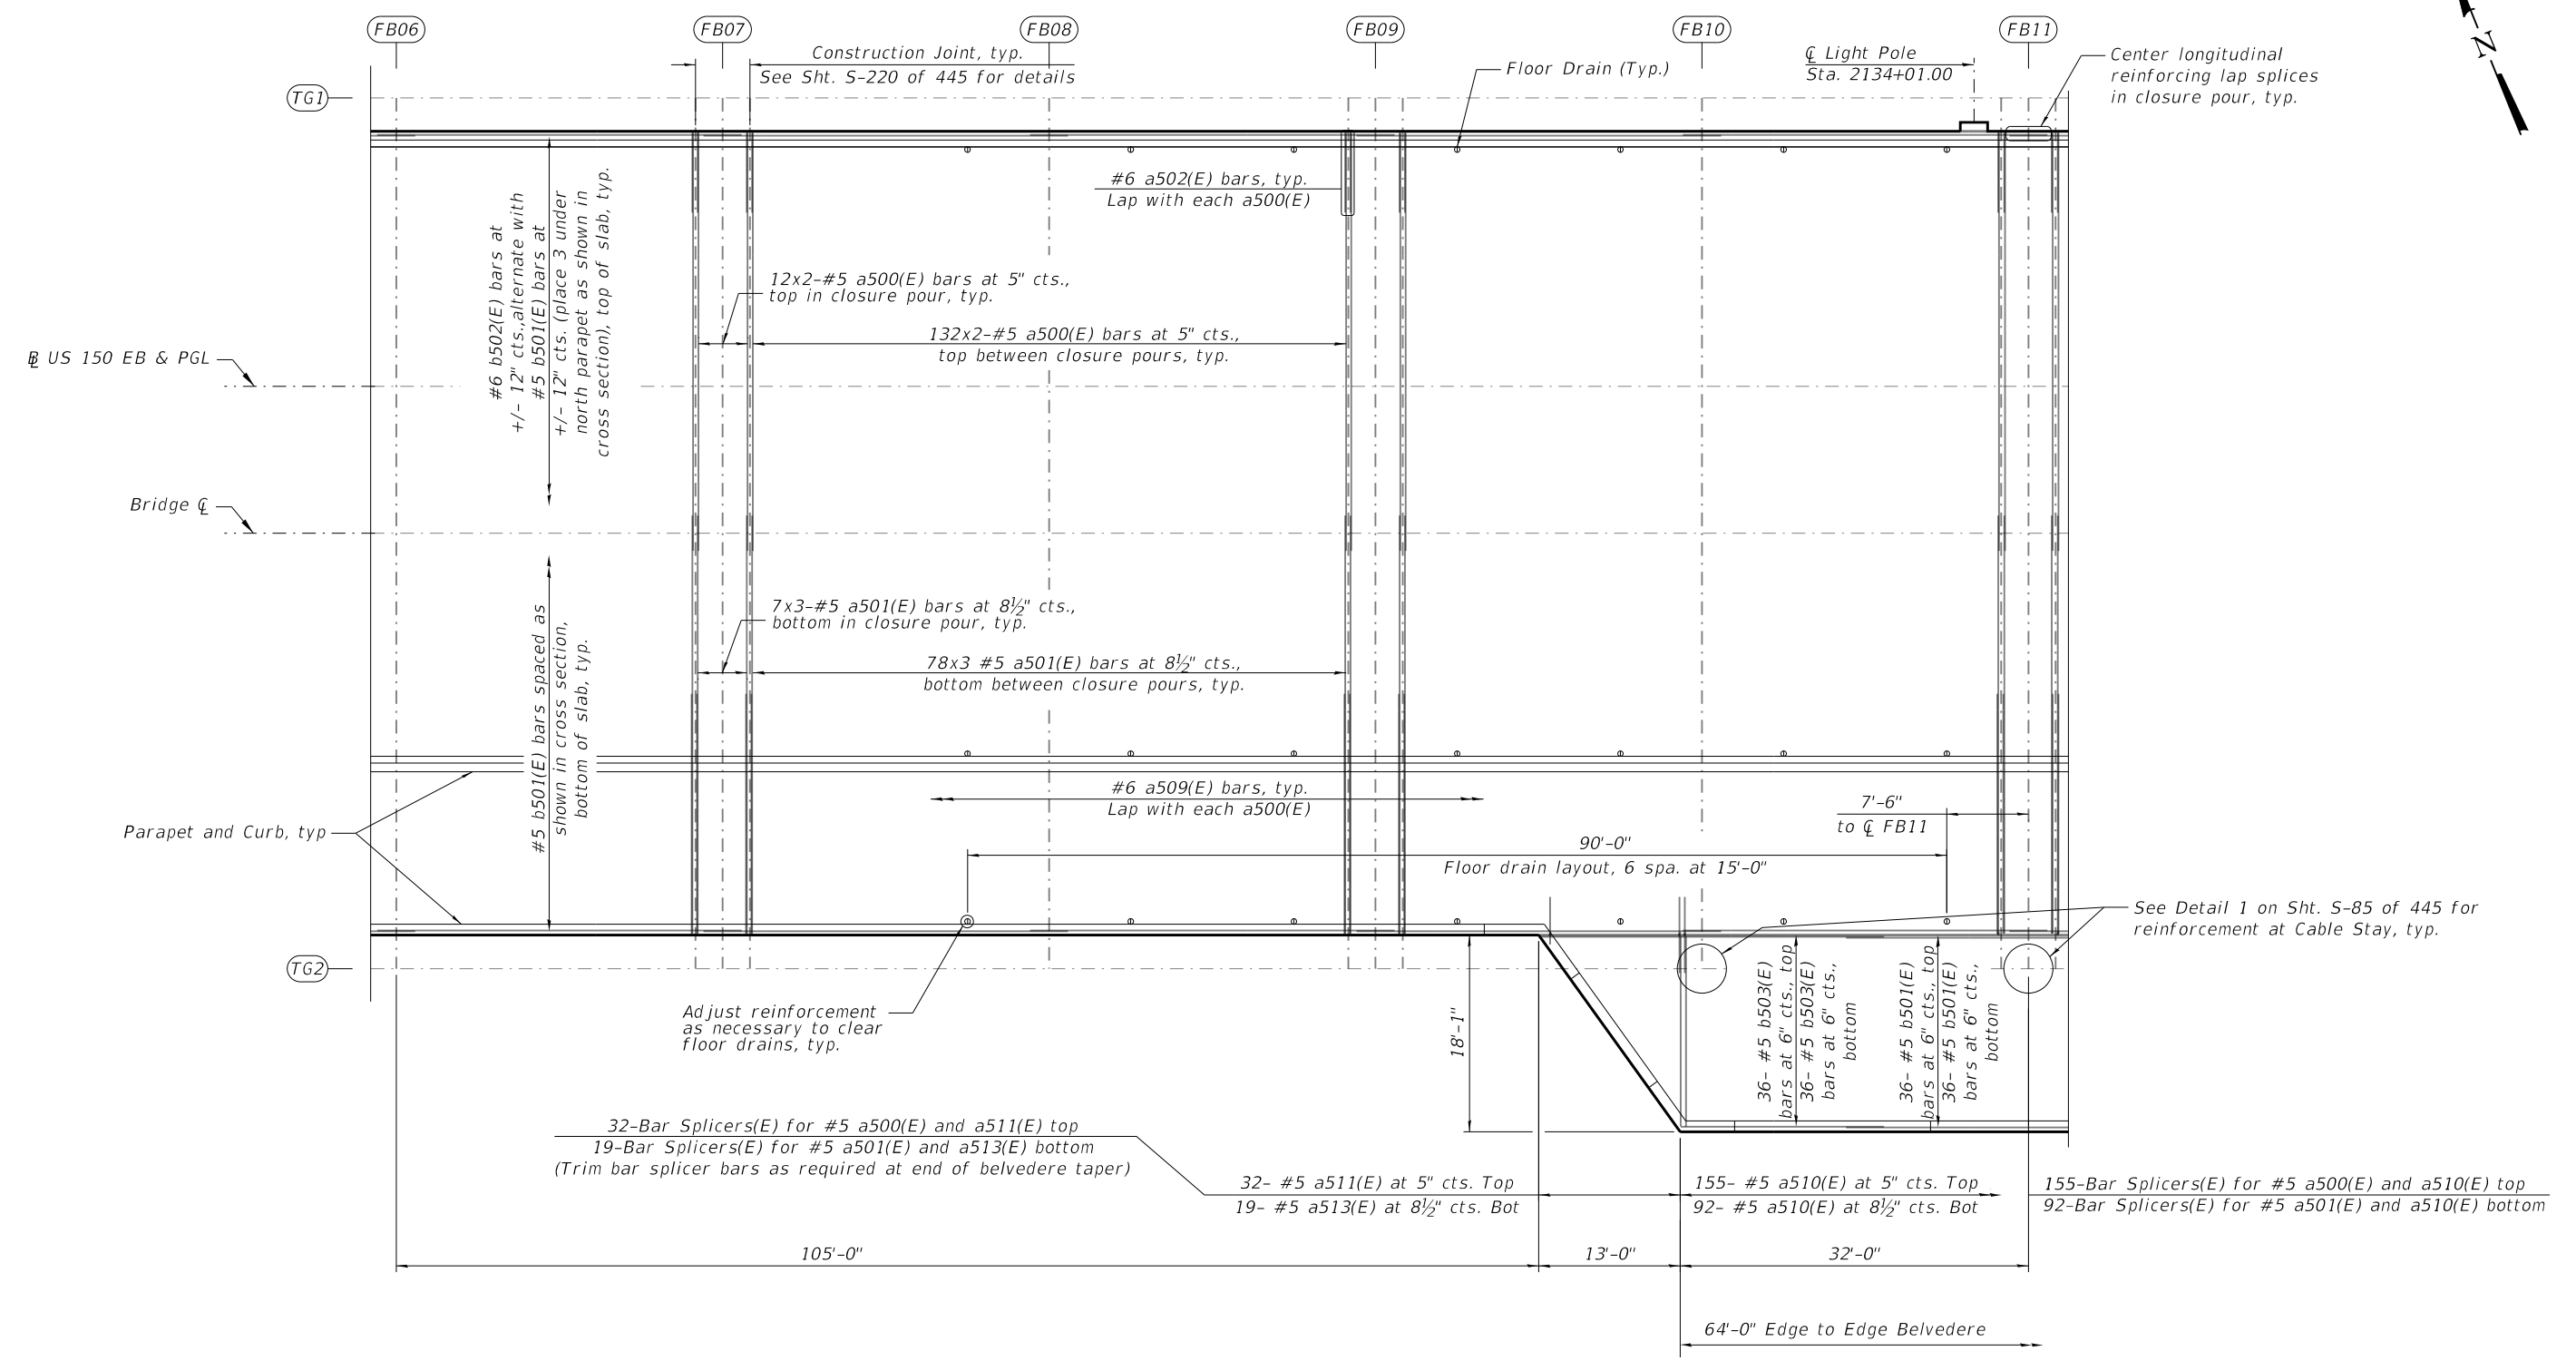 FB06
FB07
FB08
FB09
FB10
FB11
N
Construction Joint, typ.
See Sht. S-220 of 445 for details
℄ Light Pole
Sta. 2134+01.00
Center longitudinal
reinforcing lap splices
in closure pour, typ.
Floor Drain (Typ.)
TG1
#6 a502(E) bars, typ.
Lap with each a500(E)
#6 b502(E) bars at
+/- 12" cts.,alternate with
#5 b501(E) bars at
+/- 12" cts. (place 3 under
north parapet as shown in
cross section), top of slab, typ.
12x2-#5 a500(E) bars at 5" cts.,
top in closure pour, typ.
132x2-#5 a500(E) bars at 5" cts.,
top between closure pours, typ.
US 150 EB & PGL
Bridge ℄
7x3-#5 a501(E) bars at 8½" cts.,
bottom in closure pour, typ.
78x3 #5 a501(E) bars at 8½" cts.,
bottom between closure pours, typ.
#5 b501(E) bars spaced as
shown in cross section,
bottom of slab, typ.
#6 a509(E) bars, typ.
Lap with each a500(E)
7'-6"
to ℄ FB11
Parapet and Curb, typ
90'-0"
Floor drain layout, 6 spa. at 15'-0"
See Detail 1 on Sht. S-85 of 445 for
reinforcement at Cable Stay, typ.
TG2
Adjust reinforcement
as necessary to clear
floor drains, typ.
18'-1"
36- #5 b503(E)
bars at 6" cts., top
36- #5 b503(E)
bars at 6" cts.,
bottom
36- #5 b501(E)
bars at 6" cts., top
36- #5 b501(E)
bars at 6" cts.,
bottom
32-Bar Splicers(E) for #5 a500(E) and a511(E) top
19-Bar Splicers(E) for #5 a501(E) and a513(E) bottom
(Trim bar splicer bars as required at end of belvedere taper)
32- #5 a511(E) at 5" cts. Top
19- #5 a513(E) at 8½" cts. Bot
155- #5 a510(E) at 5" cts. Top
92- #5 a510(E) at 8½" cts. Bot
155-Bar Splicers(E) for #5 a500(E) and a510(E) top
92-Bar Splicers(E) for #5 a501(E) and a510(E) bottom
105'-0"
13'-0"
32'-0"
64'-0" Edge to Edge Belvedere